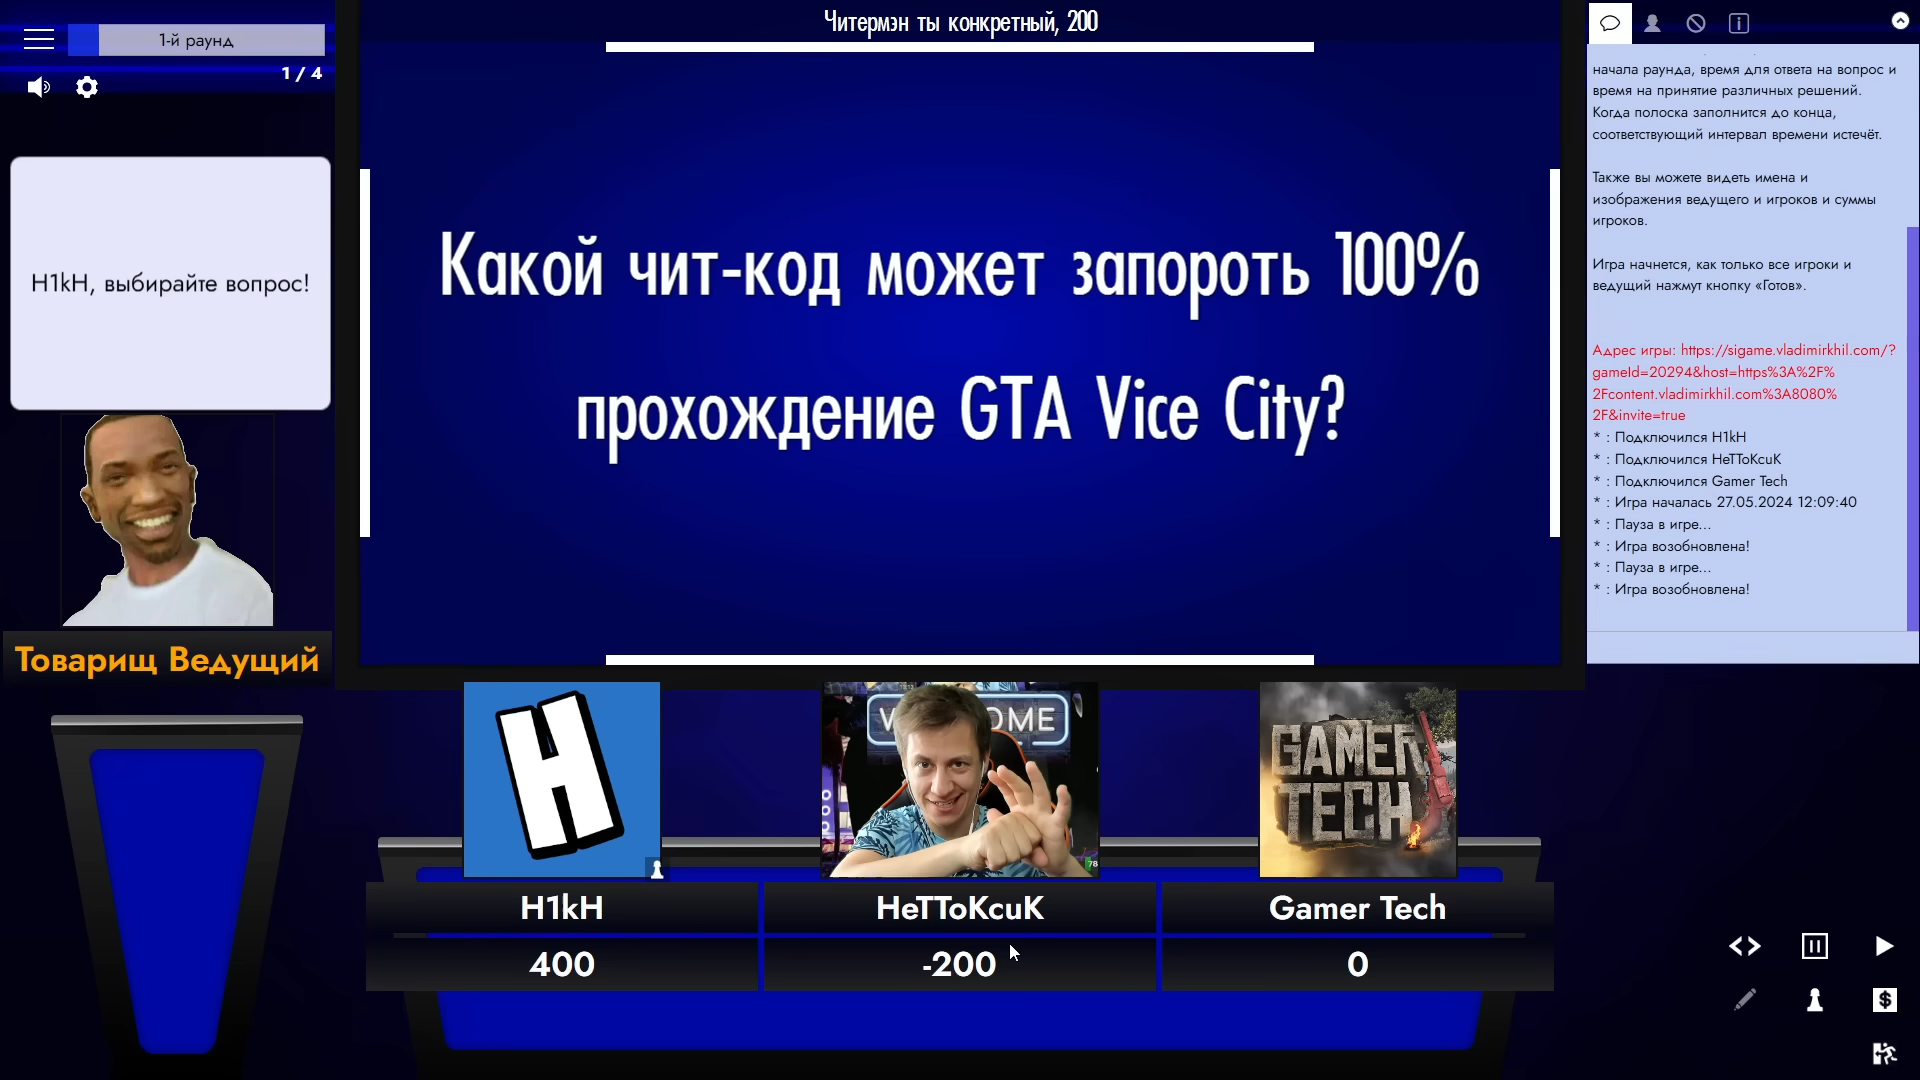 1-й раунд
1 / 4
H1kH, выбирайте вопрос!
Товарищ Ведущий
Читермэн ты конкретный, 200
Какой чит-код может запороть 100%
прохождение GTA Vice City?
начала раунда, время для ответа на вопрос и
время на принятие различных решений.
Когда полоска заполнится до конца,
соответствующий интервал времени истечёт.
Также вы можете видеть имена и
изображения ведущего и игроков и суммы
игроков.
Игра начнется, как только все игроки и
ведущий нажмут кнопку «Готов».
Адрес игры: https://sigame.vladimirkhil.com/?
gameId=20294&host=https%3A%2F%
2Fcontent.vladimirkhil.com%3A8080%
2F&invite=true
* : Подключился H1kH
* : Подключился HeTToKcuK
* : Подключился Gamer Tech
* : Игра началась 27.05.2024 12:09:40
* : Пауза в игре...
* : Игра возобновлена!
* : Пауза в игре...
* : Игра возобновлена!
H
GAMER
TECH
78
H1kH
HeTToKcuK
Gamer Tech
400
-200
0